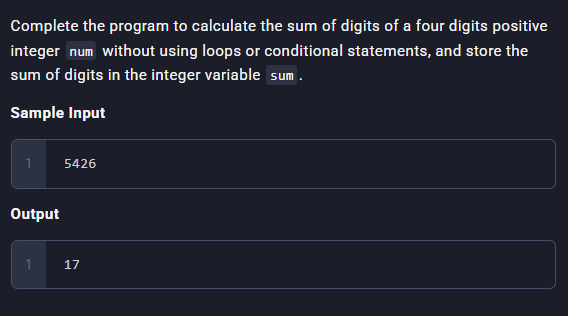 Complete the program to calculate the sum of digits of a four digits positive
integer num without using loops or conditional statements, and store the
sum of digits in the integer variable sum.
Sample Input
1 5426
Output
1 17